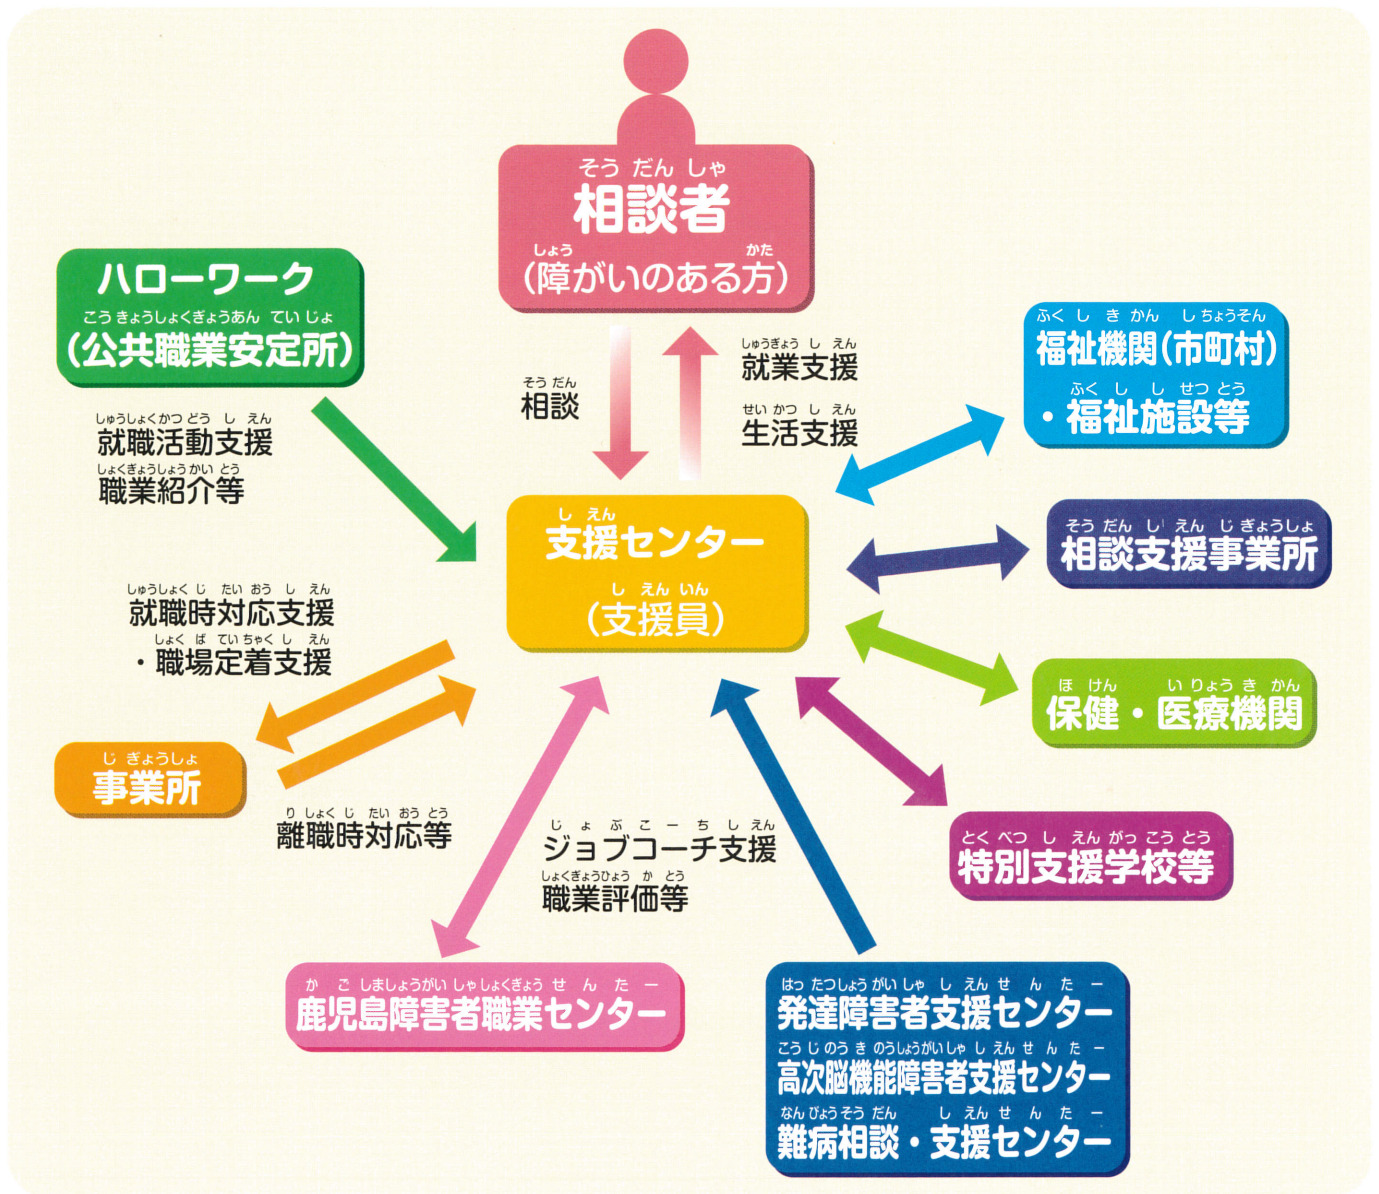 そうだんしゃ
相談者
しょう かた
（障がいのある方）
ハローワーク
こうきょうしょくぎょうあんていじょ
（公共職業安定所）
しゅうしょくかつどうしえん
就職活動支援
しょくぎょうしょうかいとう
職業紹介等
そうだん
相談
しゅうぎょうしえん
就業支援
せいかつしえん
生活支援
ふくしきかん しちょうそん
福祉機関（市町村）
ふくししせつとう
・福祉施設等
そうだんしえんじぎょうしょ
相談支援事業所
しえん
支援センター
しえんいん
（支援員）
しゅうしょくじたいおうしえん
就職時対応支援
しょくばていちゃくしえん
・職場定着支援
じぎょうしょ
事業所
りしょくじたいおうとう
離職時対応等
ほけん いりょうきかん
保健・医療機関
とくべつしえんがっこうとう
特別支援学校等
じょぶこーちしえん
ジョブコーチ支援
しょくぎょうひょうかとう
職業評価等
かごしましょうがいしゃしょくぎょうせんたー
鹿児島障害者職業センター
はったつしょうがいしゃしえんせんたー
発達障害者支援センター
こうじのうきのうしょうがいしゃしえんせんたー
高次脳機能障害者支援センター
なんびょうそうだん しえんせんたー
難病相談・支援センター